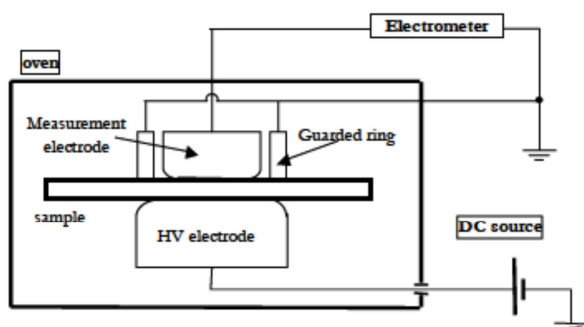 Electrometer
oven
Measurement
electrode
Guarded ring
sample
HV electrode
DC source